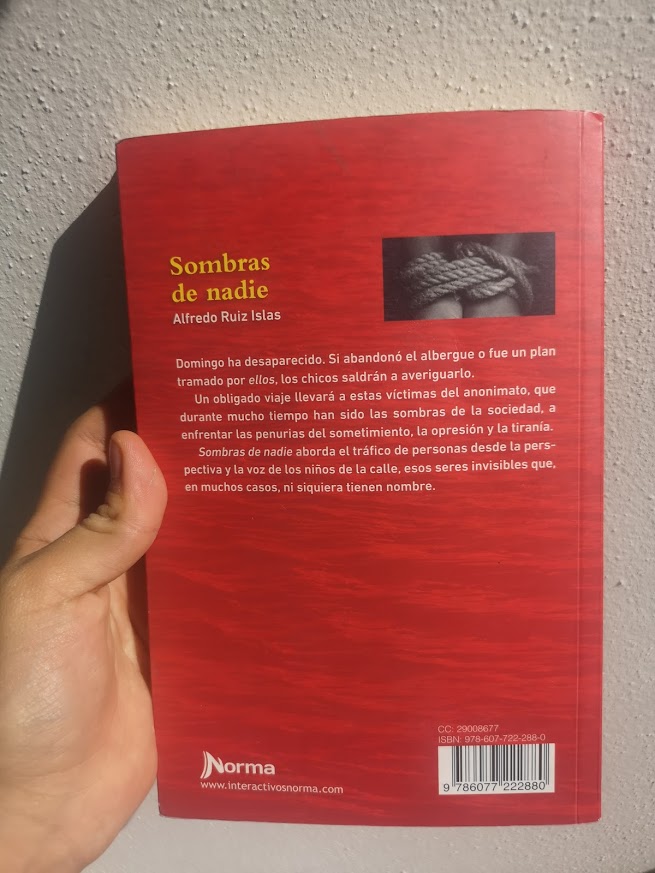 Sombras
de nadie
Alfredo Ruiz Islas
Domingo ha desaparecido. Si abandonó el albergue o fue un plan
tramado por ellos, los chicos saldrán a averiguarlo.
Un obligado viaje llevará a estas víctimas del anonimato, que
durante mucho tiempo han sido las sombras de la sociedad, a
enfrentar las penurias del sometimiento, la opresión y la tiranía.
Sombras de nadie aborda el tráfico de personas desde la pers-
pectiva y la voz de los niños de la calle, esos seres invisibles que,
en muchos casos, ni siquiera tienen nombre.
CC: 29008677
ISBN: 978-607-722-288-0
9 786077 222880
Norma
www.interactivosnorma.com